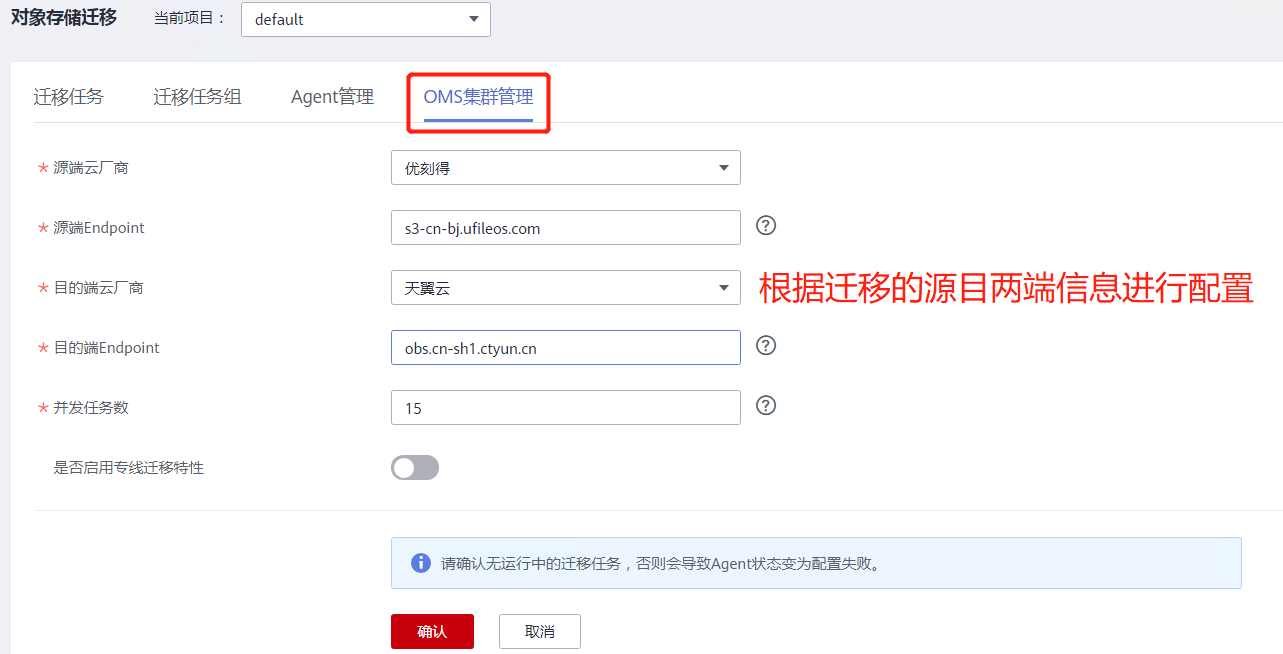 对象存储迁移 当前项目： default
迁移任务 迁移任务组 Agent管理 OMS集群管理
* 源端云厂商 优刻得
* 源端Endpoint s3-cn-bj.ufileos.com
* 目的端云厂商 天翼云 根据迁移的源目两端信息进行配置
* 目的端Endpoint obs.cn-sh1.ctyun.cn
* 并发任务数 15
是否启用专线迁移特性
请确认无运行中的迁移任务，否则会导致Agent状态变为配置失败。
确认 取消